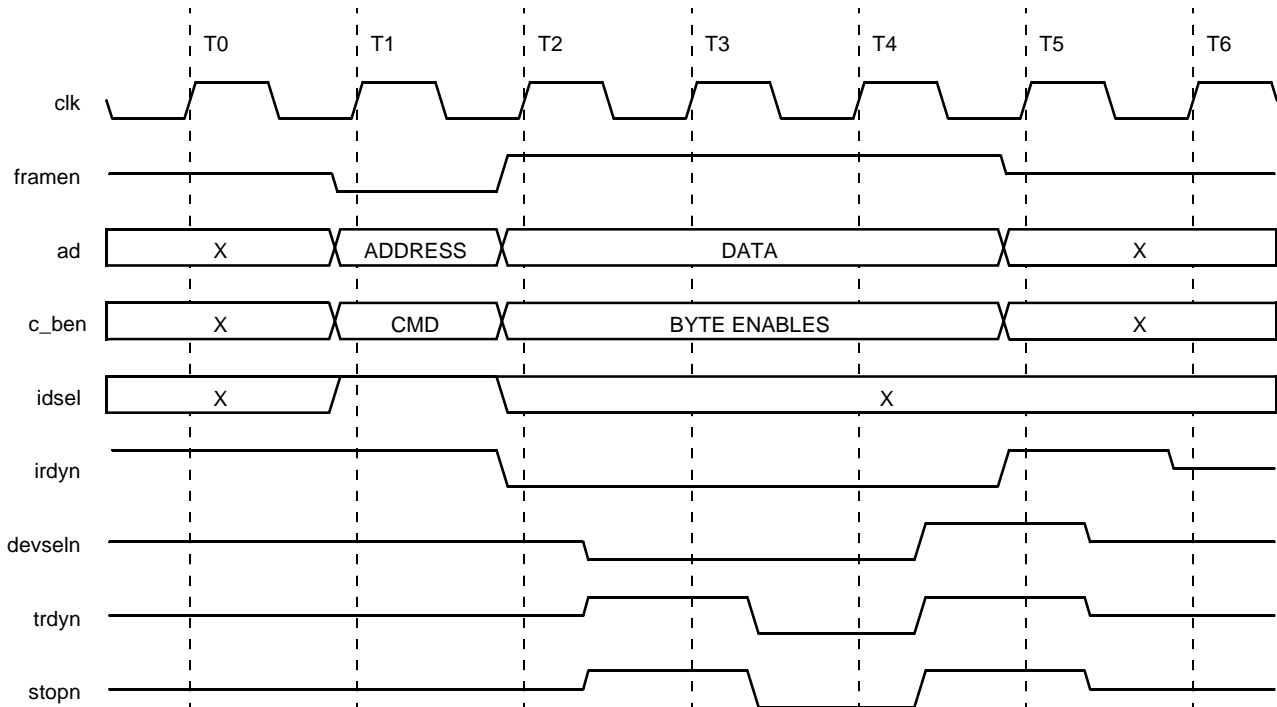 T0 T1 T2 T3 T4 T5 T6
clk
framen
ad X ADDRESS DATA X
c_ben X CMD BYTE ENABLES X
idsel X X
irdyn
devseln
trdyn
stopn